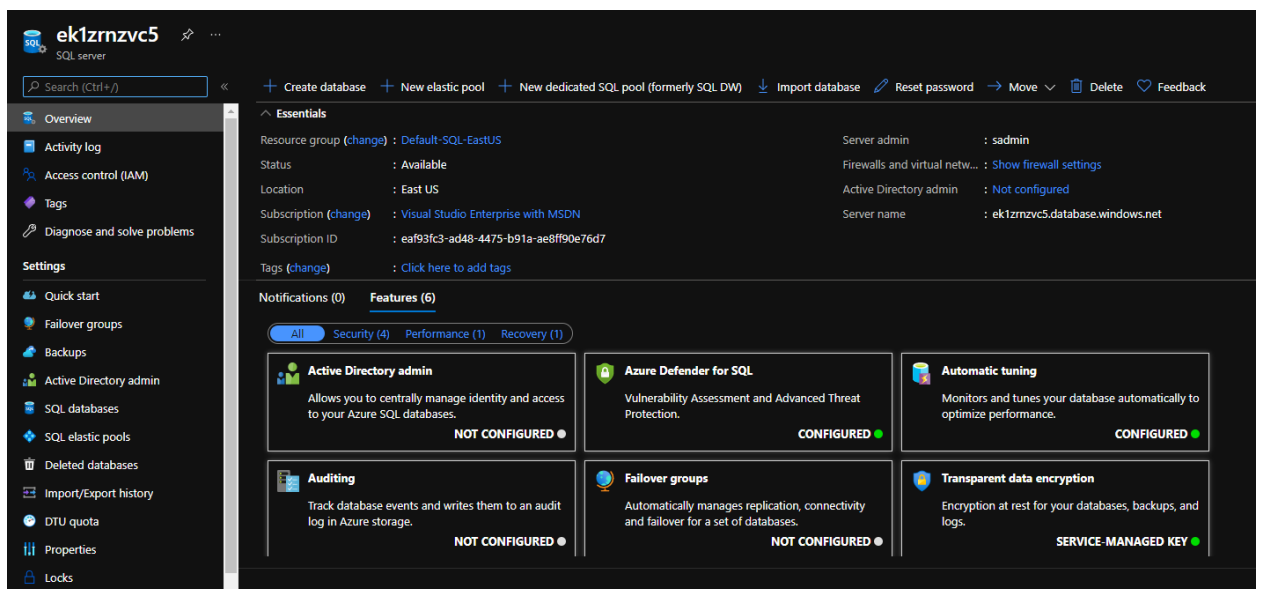 ek1zrnzvc5
SQL server
Search (Ctrl+/)
Overview
Activity log
Access control (IAM)
Tags
Diagnose and solve problems
Settings
Quick start
Failover groups
Backups
Active Directory admin
SQL databases
SQL elastic pools
Deleted databases
Import/Export history
DTU quota
Properties
Locks
Create database New elastic pool New dedicated SQL pool (formerly SQL DW) Import database Reset password Move Delete Feedback
Essentials
Resource group (change) : Default-SQL-EastUS
Status : Available
Location : East US
Subscription (change) : Visual Studio Enterprise with MSDN
Subscription ID : eaf93fc3-ad48-4475-b91a-ae8ff90e76d7
Tags (change) : Click here to add tags
Server admin : sadmin
Firewalls and virtual netw... : Show firewall settings
Active Directory admin : Not configured
Server name : ek1zrnzvc5.database.windows.net
Notifications (0) Features (6)
All Security (4) Performance (1) Recovery (1)
Active Directory admin
Allows you to centrally manage identity and access
to your Azure SQL databases.
NOT CONFIGURED
Azure Defender for SQL
Vulnerability Assessment and Advanced Threat
Protection.
CONFIGURED
Automatic tuning
Monitors and tunes your database automatically to
optimize performance.
CONFIGURED
Auditing
Track database events and writes them to an audit
log in Azure storage.
NOT CONFIGURED
Failover groups
Automatically manages replication, connectivity
and failover for a set of databases.
NOT CONFIGURED
Transparent data encryption
Encryption at rest for your databases, backups, and
logs.
SERVICE-MANAGED KEY